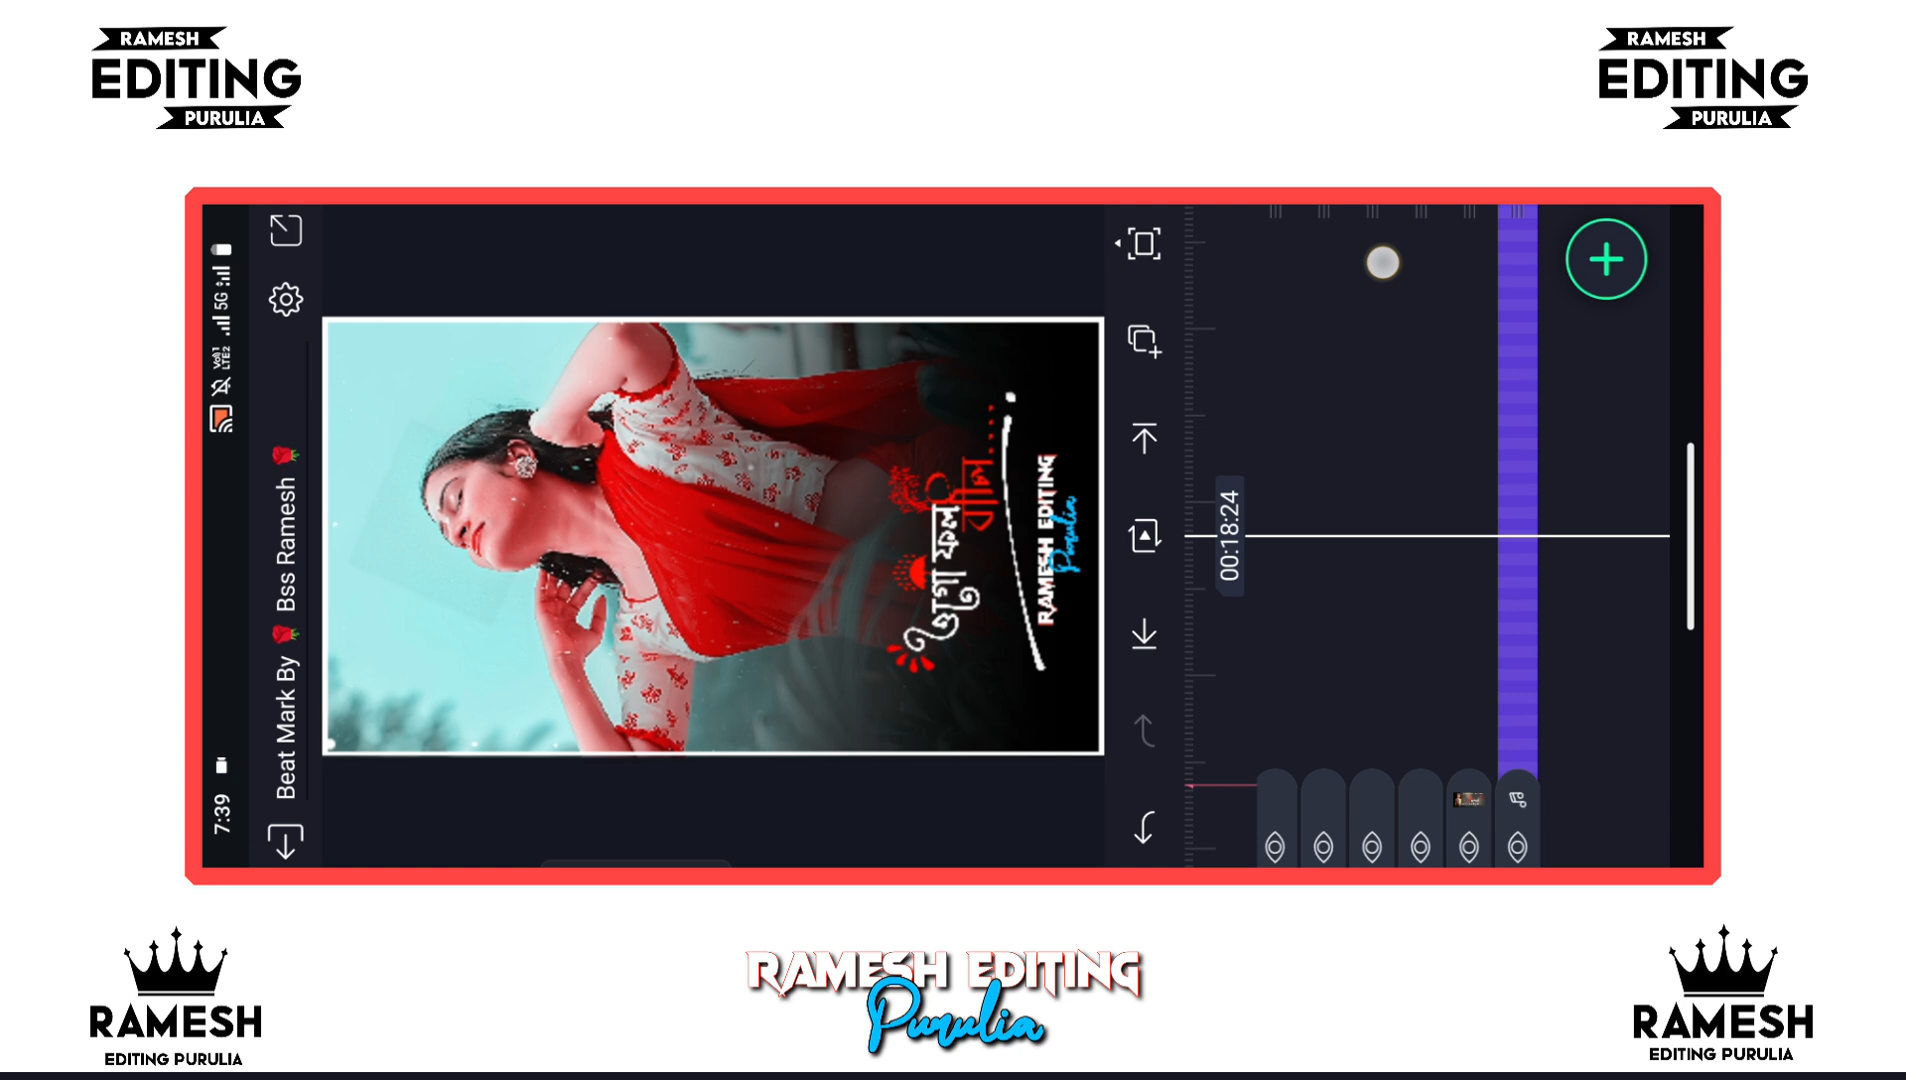 RAMESH
EDITING
PURULIA
RAMESH
EDITING
PURULIA
7:39
5G
LTE2
Beat Mark By 🌹 Bss Ramesh 🌹
RAMESH EDITING
Purulia
00:18:24
RAMESH
EDITING PURULIA
RAMESH EDITING
Purulia
RAMESH
EDITING PURULIA